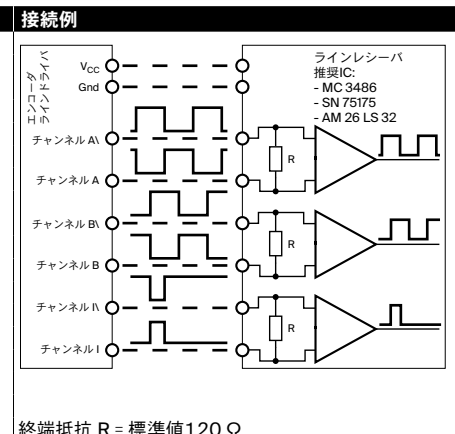 接続例
エンコーダ
ラインドライバ
VCC
Gnd
チャンネル A\
チャンネル A
チャンネル B\
チャンネル B
チャンネル I\
チャンネル I
ラインレシーバ
推奨IC:
- MC 3486
- SN 75175
- AM 26 LS 32
R
R
R
終端抵抗 R = 標準値120 Ω